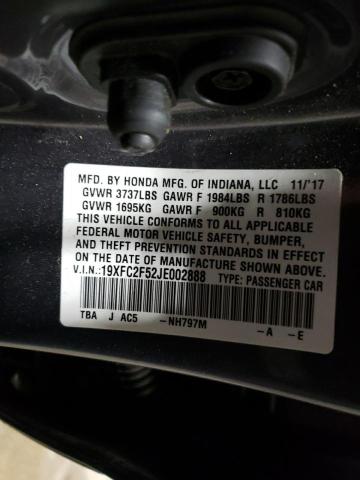 MFD. BY HONDA MFG. OF INDIANA, LLC 11/'17
GVWR 3737LBS GAWR F 1984LBS R 1786LBS
GVWR 1695KG GAWR F 900KG R 810KG
THIS VEHICLE CONFORMS TO ALL APPLICABLE
FEDERAL MOTOR VEHICLE SAFETY, BUMPER,
AND THEFT PREVENTION STANDARDS IN EFFECT
ON THE DATE OF MANUFACTURE SHOWN ABOVE.
V.I.N.:19XFC2F52JE002888 TYPE: PASSENGER CAR
TBA J AC5 -NH797M -A -E